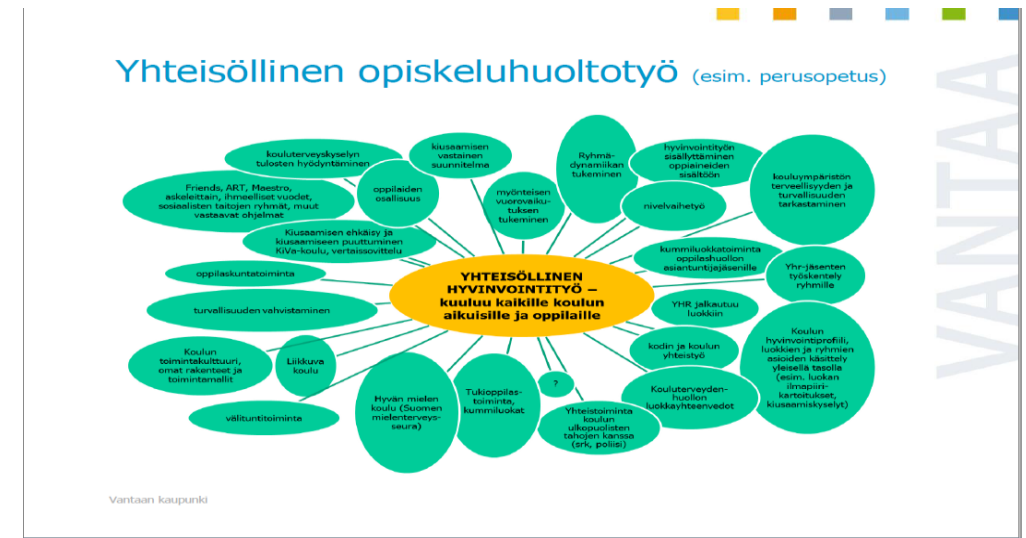 Yhteisöllinen opiskeluhuoltotyö (esim. perusopetus)
VANTAA
kouluterveyskyselyn
tulosten hyödyntäminen
kiusaamisen
vastainen
suunnitelma
Ryhmä-
dynamiikan
tukeminen
hyvinvointityön
sisällyttäminen
oppiaineiden
sisältöön
kouluympäristön
terveellisyyden ja
turvallisuuden
tarkastaminen
Friends, ART, Maestro,
askeleittain, ihmeelliset vuodet,
sosiaalisten taitojen ryhmät, muut
vastaavat ohjelmat
oppilaiden
osallisuus
myönteisen
vuorovaiku-
tuksen
tukeminen
nivelvaihetyö
Kiusaamisen ehkäisy ja
kiusaamiseen puuttuminen
KiVa-koulu, vertaissovittelu
kummiluokkatoiminta
oppilashuollon
asiantuntijajäsenille
Yhr-jäsenten
työskentely
ryhmille
oppilaskuntatoiminta
YHTEISÖLLINEN
HYVINVOINTITYÖ –
kuuluu kaikille koulun
aikuisille ja oppilaille
turvallisuuden vahvistaminen
YHR jalkautuu
luokkiin
Koulun
toimintakulttuuri,
omat rakenteet ja
toimintamallit
Liikkuva
koulu
kodin ja koulun
yhteistyö
Koulun
hyvinvointiprofiili,
luokkien ja ryhmien
asioiden käsittely
yleisellä tasolla
(esim. luokan
ilmapiiri-
kartoitukset,
kiusaamiskyselyt)
välituntitoiminta
Hyvän mielen
koulu (Suomen
mielenterveys-
seura)
Tukioppilas-
toiminta,
kummiluokat
?
Yhteistoiminta
koulun
ulkopuolisten
tahojen kanssa
(srk, poliisi)
Kouluterveyden-
huollon
luokkayhteenvedot
Vantaan kaupunki